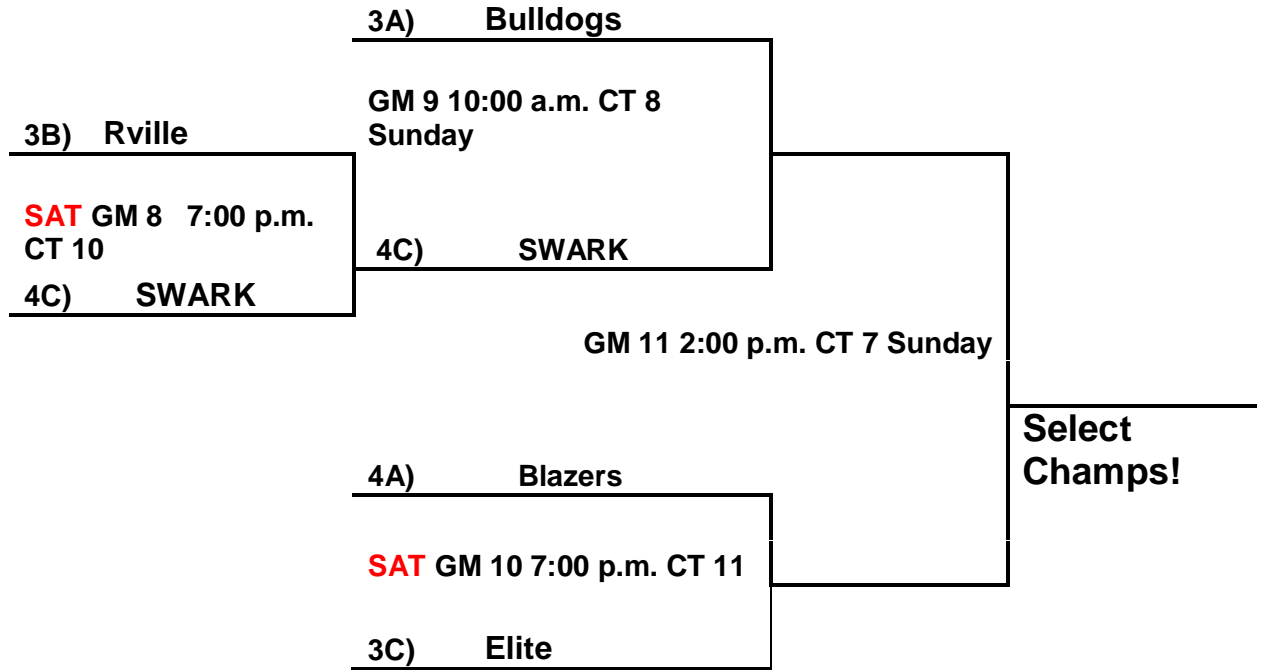 3A) Bulldogs
GM 9 10:00 a.m. CT 8
Sunday
3B) Rville
SAT GM 8 7:00 p.m.
CT 10
4C) SWARK
4C) SWARK
GM 11 2:00 p.m. CT 7 Sunday
Select
Champs!
4A) Blazers
SAT GM 10 7:00 p.m. CT 11
3C) Elite